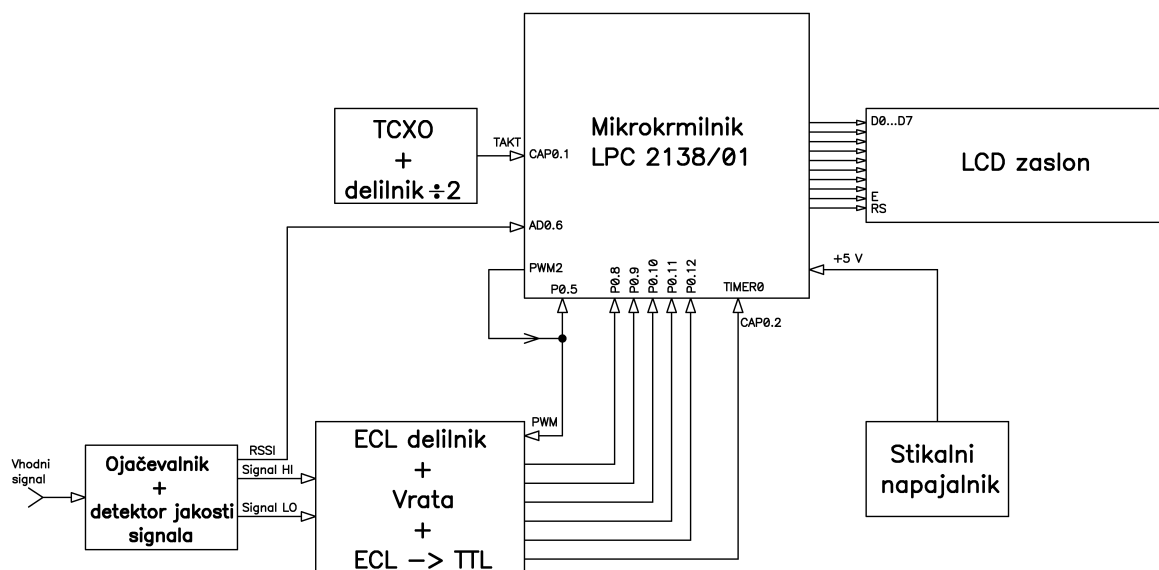 Mikrokrmilnik
LPC 2138/01
TCXO
+
delilnik ÷2
TAKT
CAP0.1
D0...D7
LCD zaslon
E
RS
AD0.6
PWM2
P0.5
P0.8
P0.9
P0.10
P0.11
P0.12
TIMER0
CAP0.2
+5 V
PWM
Stikalni
napajalnik
Vhodni
signal
Ojačevalnik
+
detektor jakosti
signala
RSSI
Signal HI
Signal LO
ECL delilnik
+
Vrata
+
ECL -> TTL